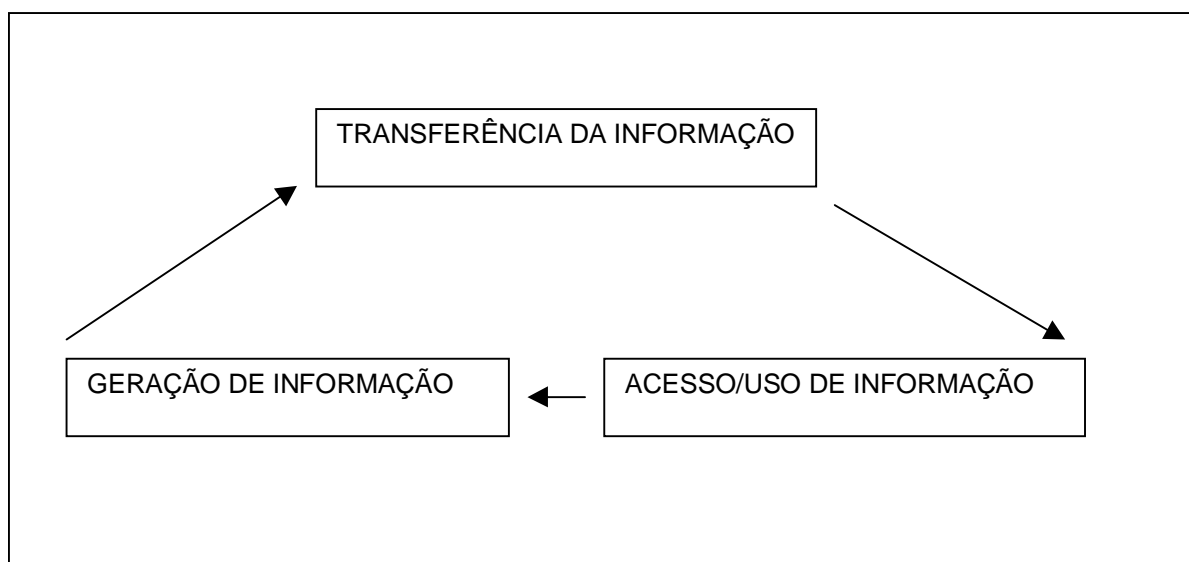 TRANSFERÊNCIA DA INFORMAÇÃO
GERAÇÃO DE INFORMAÇÃO
ACESSO/USO DE INFORMAÇÃO